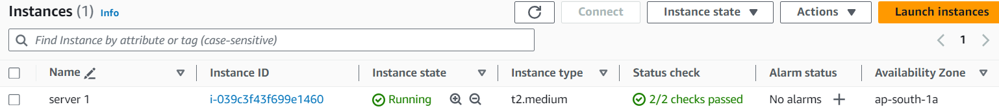 Instances (1) Info
Connect Instance state Actions Launch instances
Find Instance by attribute or tag (case-sensitive)
1
Name Instance ID Instance state Instance type Status check Alarm status Availability Zone
server 1 i-039c3f43f699e1460 Running t2.medium 2/2 checks passed No alarms + ap-south-1a